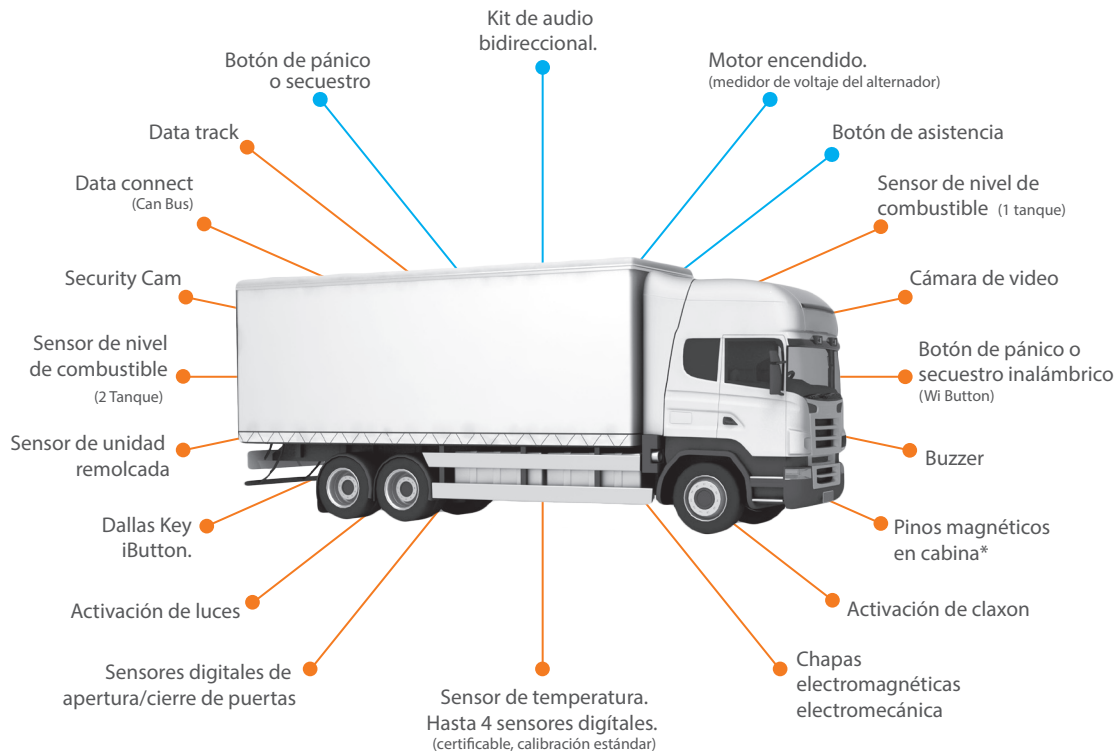 Kit de audio
bidireccional.
Botón de pánico
o secuestro
Motor encendido.
(medidor de voltaje del alternador)
Data track
Botón de asistencia
Data connect
(Can Bus)
Sensor de nivel de
combustible (1 tanque)
Security Cam
Cámara de video
Sensor de nivel
de combustible
(2 Tanque)
Botón de pánico o
secuestro inalámbrico
(Wi Button)
Sensor de unidad
remolcada
Buzzer
Dallas Key
iButton.
Pinos magnéticos
en cabina*
Activación de luces
Activación de claxon
Sensores digitales de
apertura/cierre de puertas
Sensor de temperatura.
Hasta 4 sensores digítales.
(certificable, calibración estándar)
Chapas
electromagnéticas
electromecánica